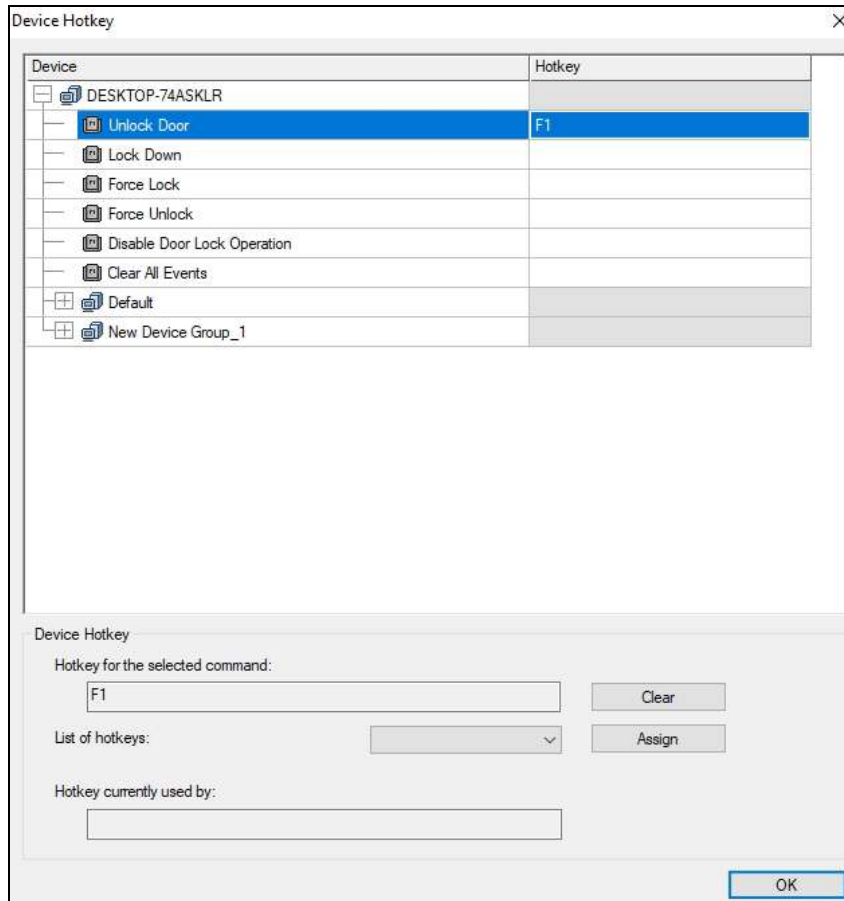 Device Hotkey
Device Hotkey
DESKTOP-74ASKLR
Unlock Door F1
Lock Down
Force Lock
Force Unlock
Disable Door Lock Operation
Clear All Events
Default
New Device Group_1
Device Hotkey
Hotkey for the selected command:
F1 Clear
List of hotkeys: Assign
Hotkey currently used by:
OK